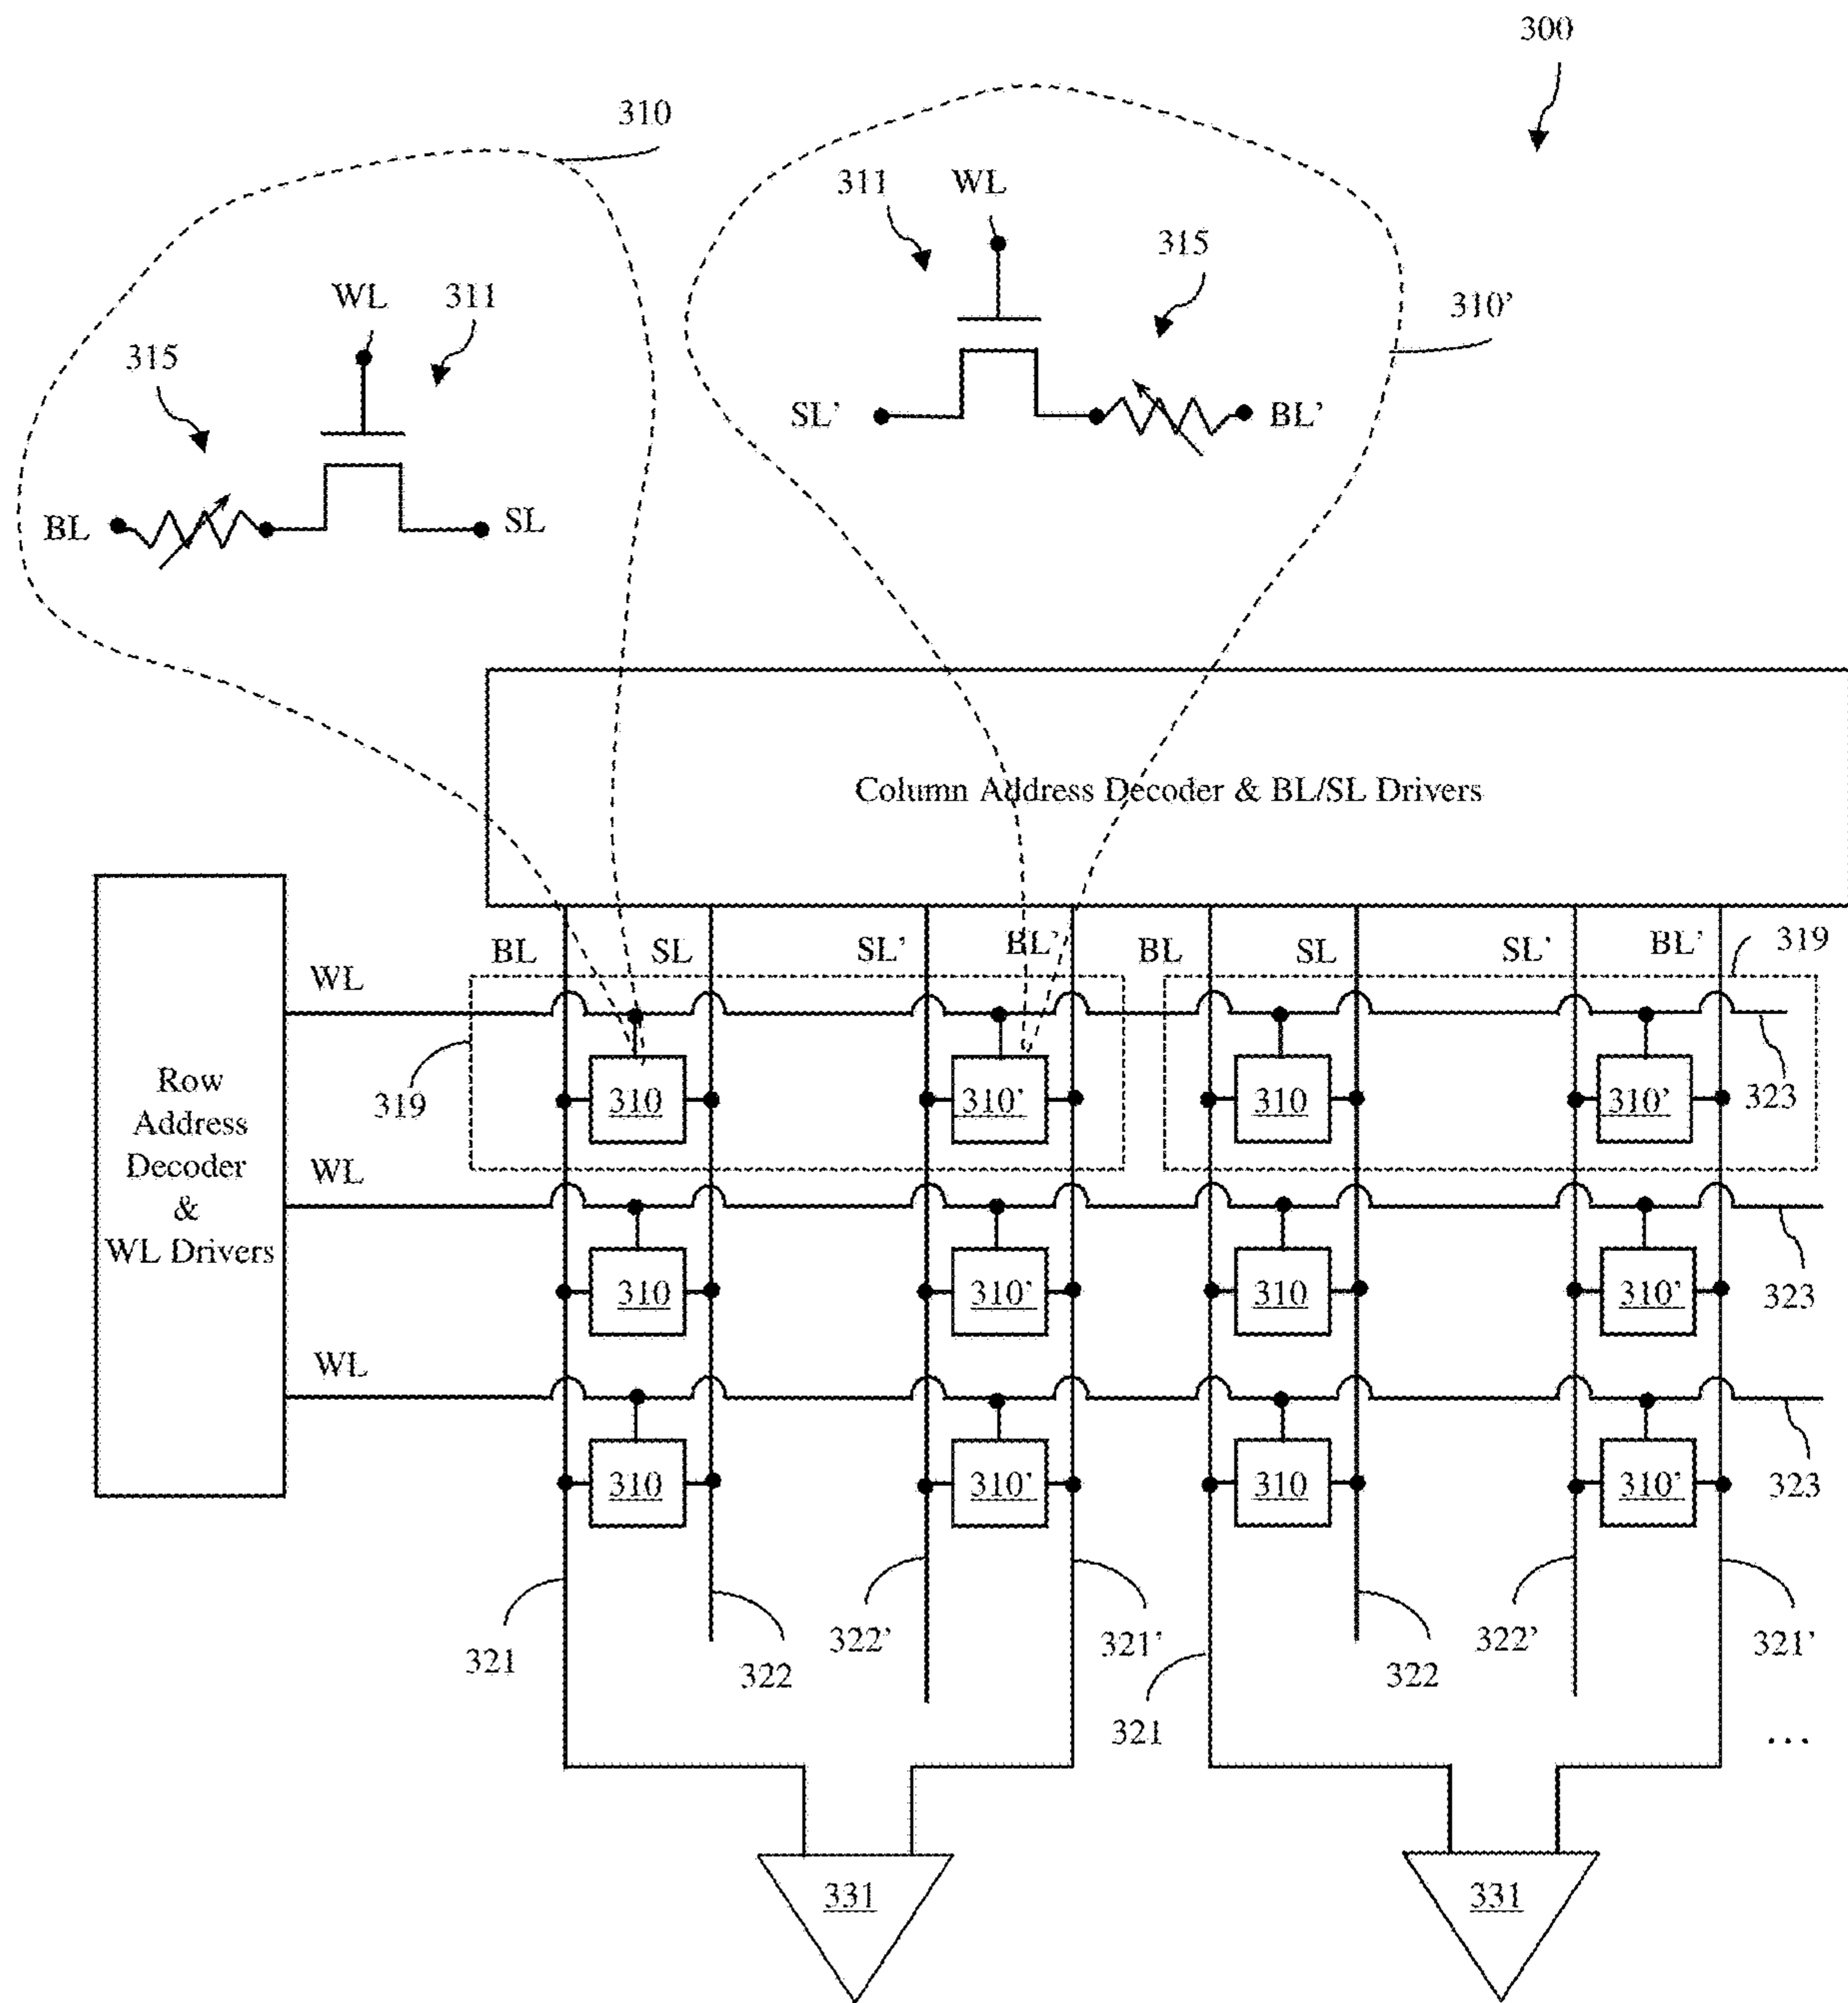 300
310
311
WL
315
WL
311
310'
315
SL'
BL'
BL
SL
Column Address Decoder & BL/SL Drivers
BL
SL
SL'
BL'
BL
SL
SL'
BL'
319
WL
Row
Address
Decoder
&
WL Drivers
319
310
310'
310
310'
323
WL
310
310'
310
310'
323
WL
310
310'
310
310'
323
321
322
322'
321'
321
322
322'
321'
...
331
331